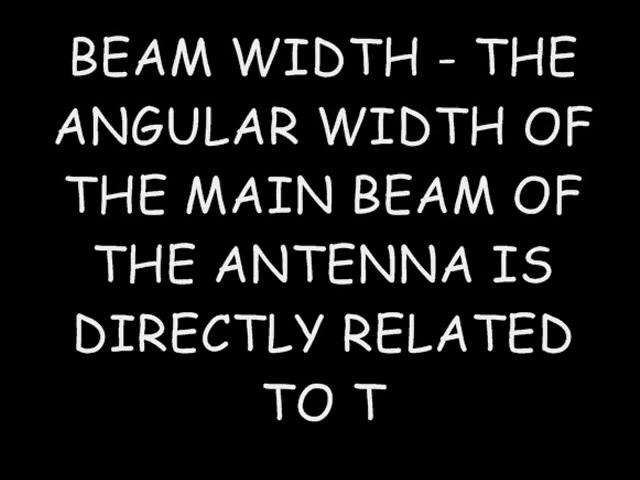 BEAM WIDTH - THE
ANGULAR WIDTH OF
THE MAIN BEAM OF
THE ANTENNA IS
DIRECTLY RELATED
TO T